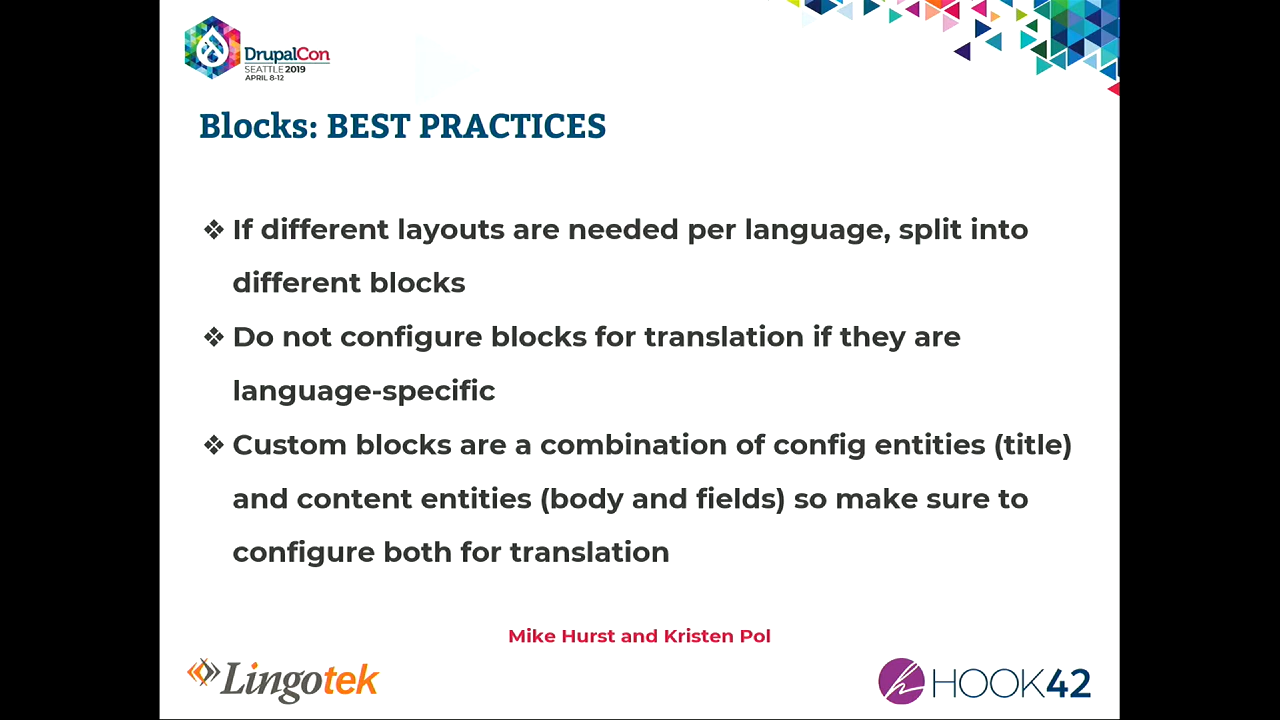 DrupalCon
SEATTLE 2019
APRIL 8-12
Blocks: BEST PRACTICES
❖ If different layouts are needed per language, split into
different blocks
❖ Do not configure blocks for translation if they are
language-specific
❖ Custom blocks are a combination of config entities (title)
and content entities (body and fields) so make sure to
configure both for translation
Mike Hurst and Kristen Pol
Lingotek
HOOK42